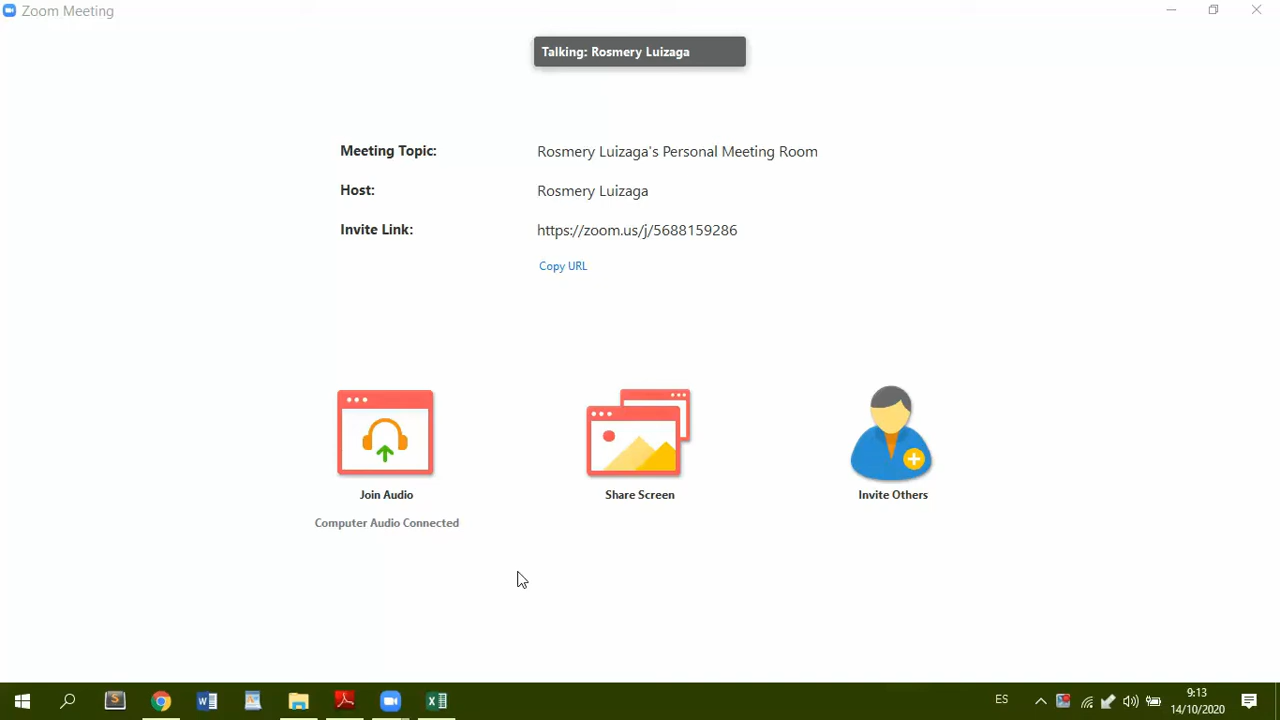 Zoom Meeting
Talking: Rosmery Luizaga
Meeting Topic: Rosmery Luizaga's Personal Meeting Room
Host: Rosmery Luizaga
Invite Link: https://zoom.us/j/5688159286
Copy URL
Join Audio Share Screen Invite Others
Computer Audio Connected
ES 9:13
14/10/2020